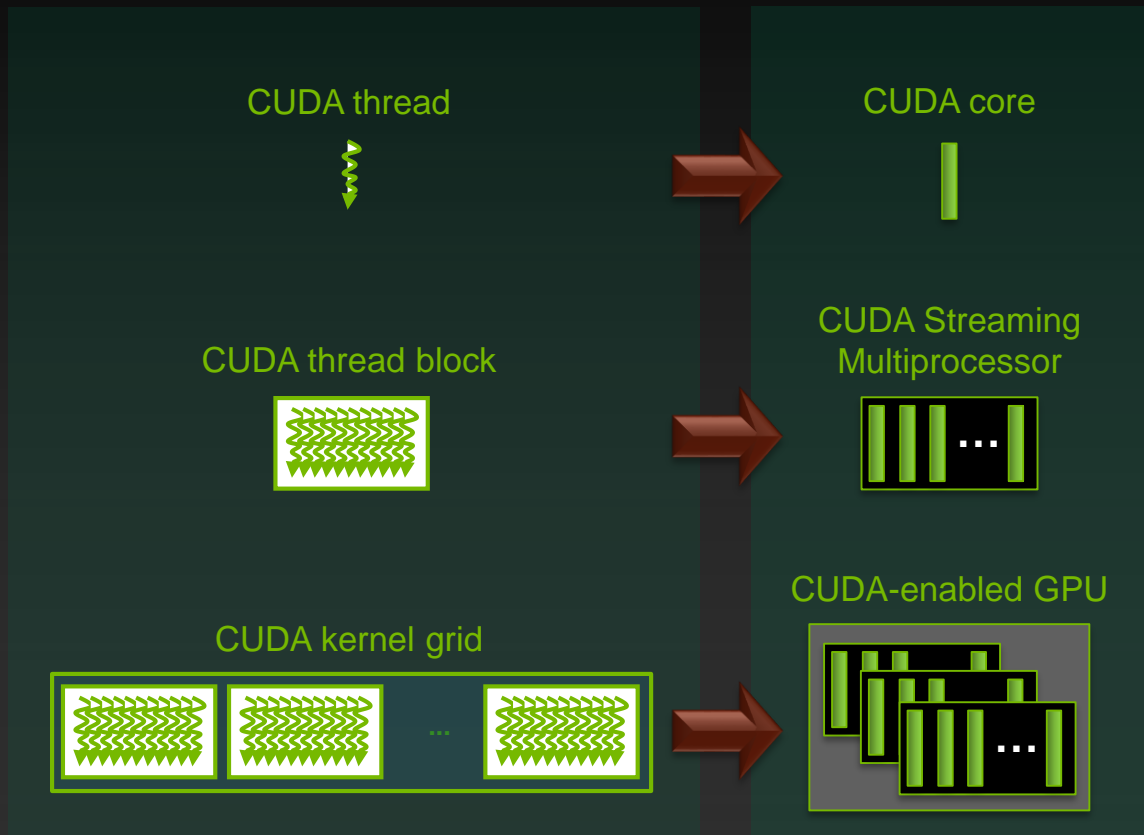 CUDA thread
CUDA core
CUDA thread block
CUDA Streaming
Multiprocessor
...
CUDA kernel grid
...
CUDA-enabled GPU
...